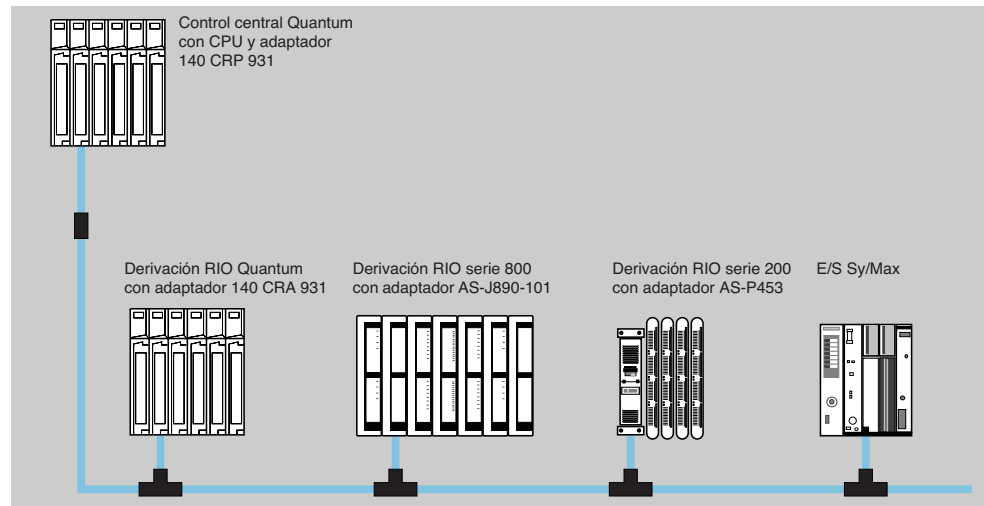 Control central Quantum
con CPU y adaptador
140 CRP 931
Derivación RIO Quantum
con adaptador 140 CRA 931
Derivación RIO serie 800
con adaptador AS-J890-101
Derivación RIO serie 200
con adaptador AS-P453
E/S Sy/Max